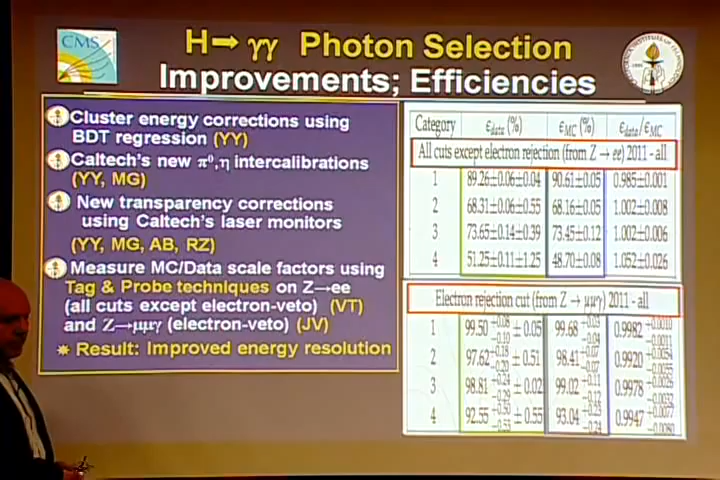 CMS
H→ γγ Photon Selection
Improvements; Efficiencies
Cluster energy corrections using
BDT regression (YY)
Caltech's new π⁰,η intercalibrations
(YY, MG)
New transparency corrections
using Caltech's laser monitors
(YY, MG, AB, RZ)
Measure MC/Data scale factors using
Tag & Probe techniques on Z→ee
(all cuts except electron-veto) (VT)
and Z→μμγ (electron-veto) (JV)
* Result: Improved energy resolution
Category εdata (%) εMC (%) εdata/εMC
All cuts except electron rejection (from Z → ee) 2011 - all
1 89.26±0.06±0.04 90.61±0.05 0.985±0.001
2 68.31±0.06±0.55 68.16±0.05 1.002±0.008
3 73.65±0.14±0.39 73.45±0.12 1.002±0.006
4 51.25±0.11±1.25 48.70±0.08 1.052±0.026
Electron rejection cut (from Z → μμγ) 2011 - all
1 99.50 ± 0.05 99.68 0.9982
2 97.62 ± 0.51 98.41 0.9920
3 98.81 ± 0.02 99.02 0.9978
4 92.55 ± 0.55 93.04 0.9947